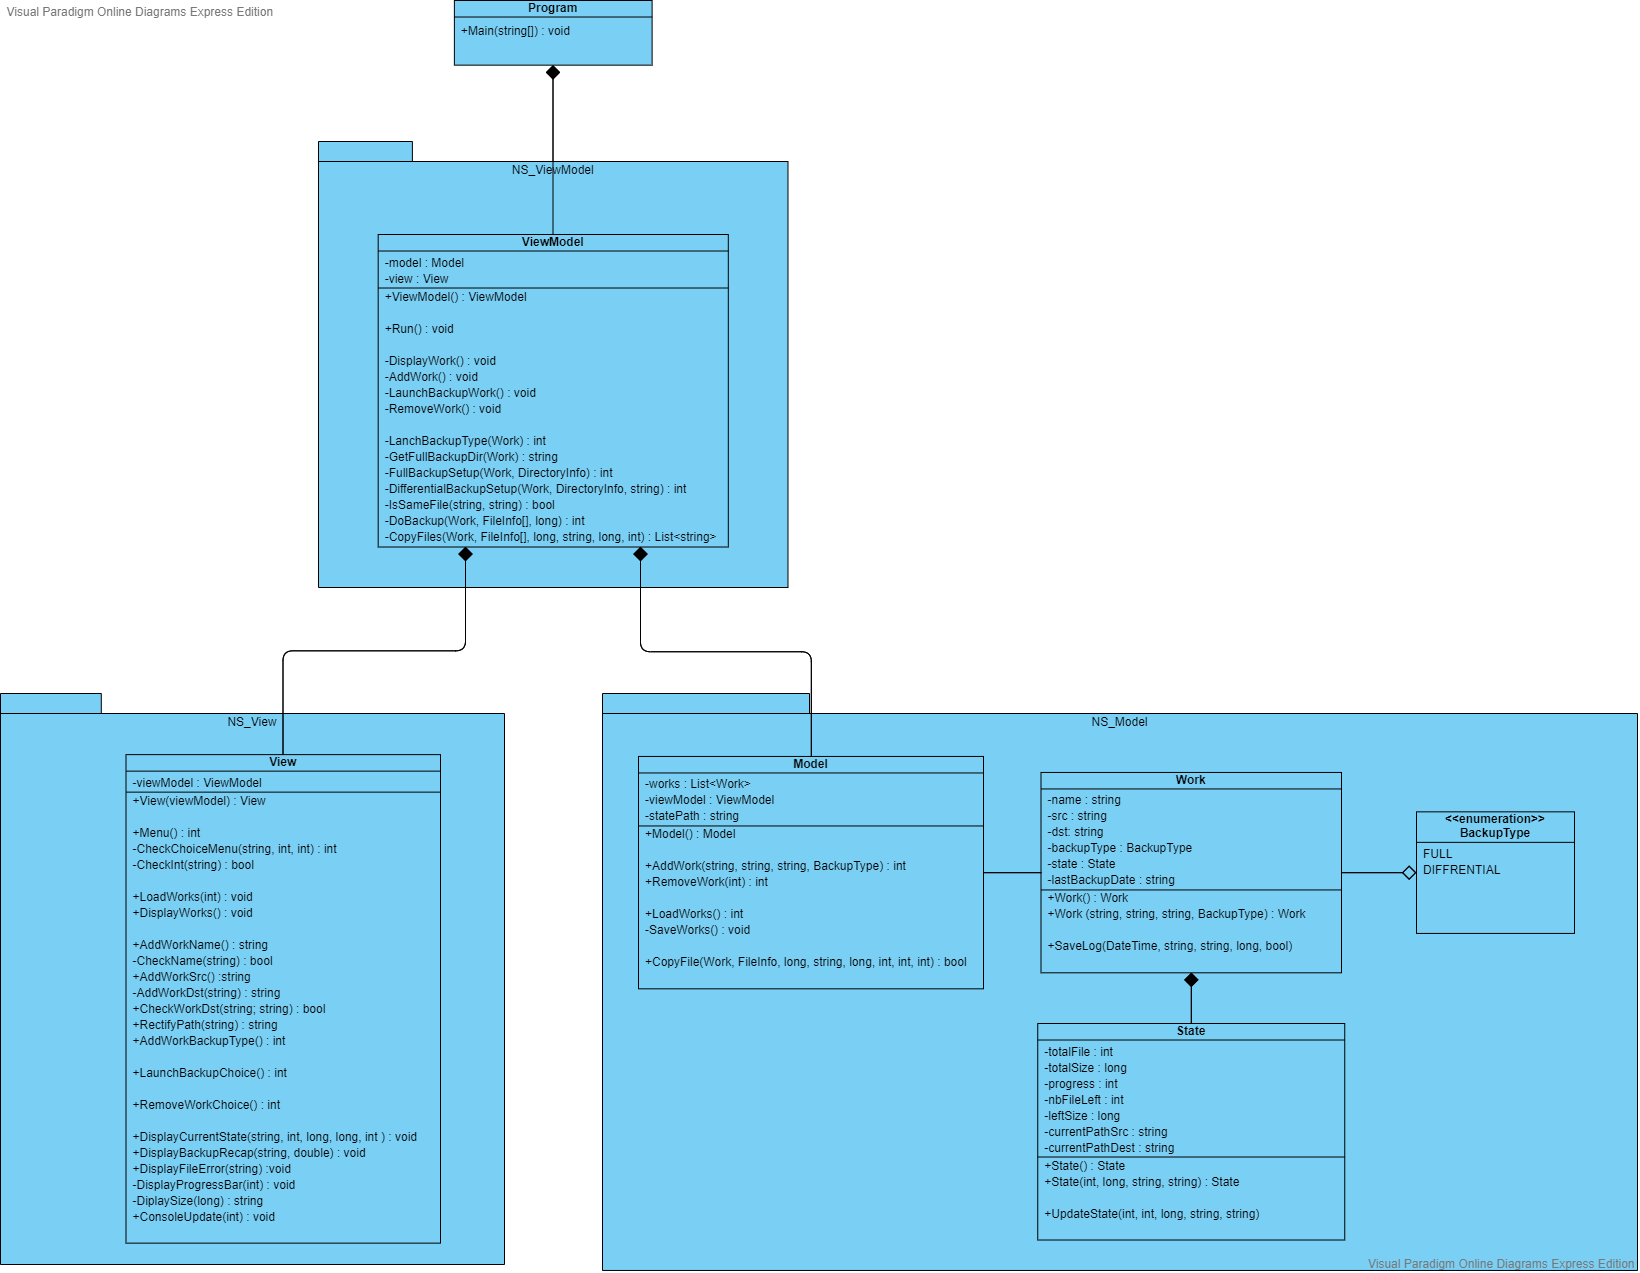 Visual Paradigm Online Diagrams Express Edition
Program
+Main(string[]) : void
NS_ViewModel
ViewModel
-model : Model
-view : View
+ViewModel() : ViewModel
+Run() : void
-DisplayWork() : void
-AddWork() : void
-LaunchBackupWork() : void
-RemoveWork() : void
-LanchBackupType(Work) : int
-GetFullBackupDir(Work) : string
-FullBackupSetup(Work, DirectoryInfo) : int
-DifferentialBackupSetup(Work, DirectoryInfo, string) : int
-IsSameFile(string, string) : bool
-DoBackup(Work, FileInfo[], long) : int
-CopyFiles(Work, FileInfo[], long, string, long, int) : List<string>
NS_View
View
-viewModel : ViewModel
+View(viewModel) : View
+Menu() : int
-CheckChoiceMenu(string, int, int) : int
-CheckInt(string) : bool
+LoadWorks(int) : void
+DisplayWorks() : void
+AddWorkName() : string
-CheckName(string) : bool
+AddWorkSrc() :string
-AddWorkDst(string) : string
+CheckWorkDst(string; string) : bool
+RectifyPath(string) : string
+AddWorkBackupType() : int
+LaunchBackupChoice() : int
+RemoveWorkChoice() : int
+DisplayCurrentState(string, int, long, long, int ) : void
+DisplayBackupRecap(string, double) : void
+DisplayFileError(string) :void
-DisplayProgressBar(int) : void
-DiplaySize(long) : string
+ConsoleUpdate(int) : void
NS_Model
Model
-works : List<Work>
-viewModel : ViewModel
-statePath : string
+Model() : Model
+AddWork(string, string, string, BackupType) : int
+RemoveWork(int) : int
+LoadWorks() : int
-SaveWorks() : void
+CopyFile(Work, FileInfo, long, string, long, int, int, int) : bool
Work
-name : string
-src : string
-dst: string
-backupType : BackupType
-state : State
-lastBackupDate : string
+Work() : Work
+Work (string, string, string, BackupType) : Work
+SaveLog(DateTime, string, string, long, bool)
<<enumeration>>
BackupType
FULL
DIFFRENTIAL
State
-totalFile : int
-totalSize : long
-progress : int
-nbFileLeft : int
-leftSize : long
-currentPathSrc : string
-currentPathDest : string
+State() : State
+State(int, long, string, string) : State
+UpdateState(int, int, long, string, string)
Visual Paradigm Online Diagrams Express Edition